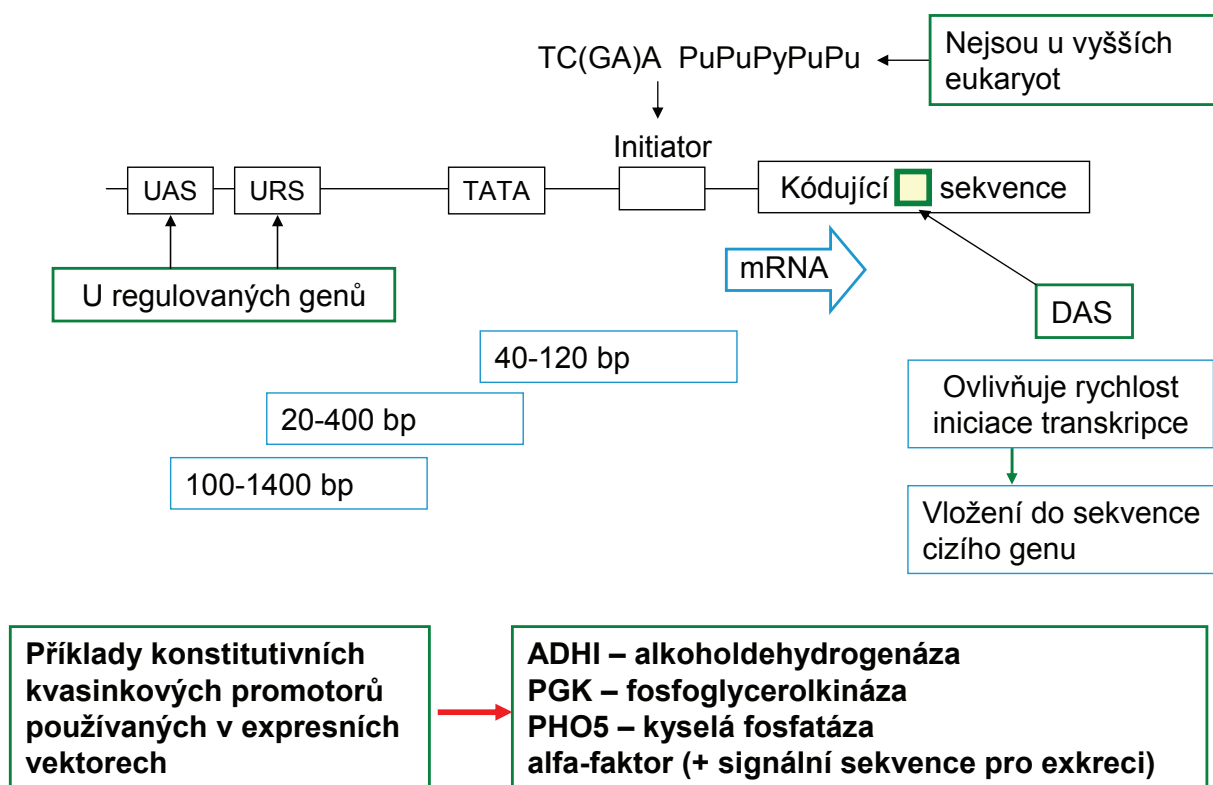 TC(GA)A PuPuPyPuPu
Nejsou u vyšších
eukaryot
Initiator
UAS
URS
TATA
Kódující sekvence
mRNA
U regulovaných genů
DAS
40-120 bp
20-400 bp
100-1400 bp
Ovlivňuje rychlost
iniciace transkripce
Vložení do sekvence
cizího genu
Příklady konstitutivních
kvasinkových promotorů
používaných v expresních
vektorech
ADHI – alkoholdehydrogenáza
PGK – fosfoglycerolkináza
PHO5 – kyselá fosfatáza
alfa-faktor (+ signální sekvence pro exkreci)